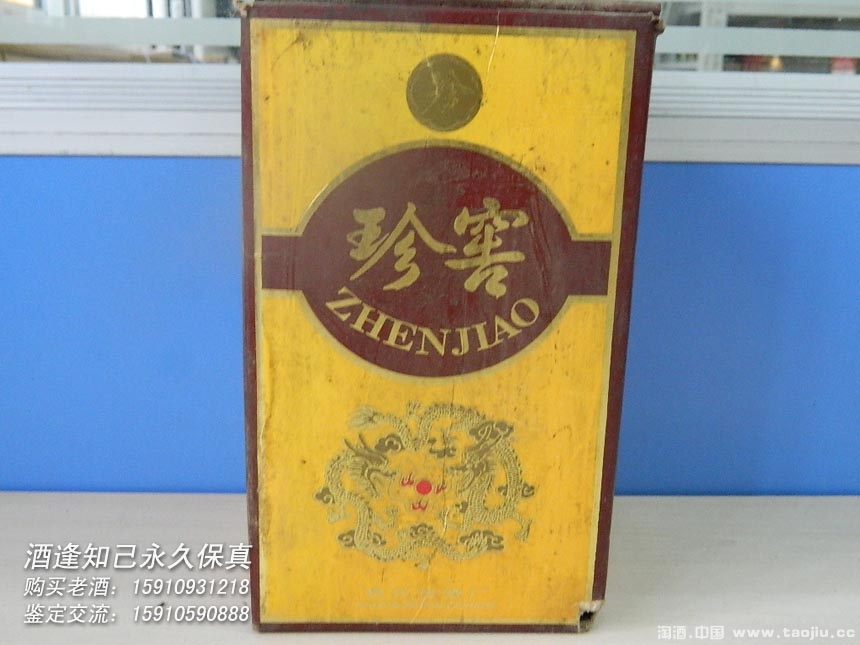 珍
珍窖
ZHENJIAO
酒逢知己永久保真
购买老酒：15910931218
鉴定交流：15910590888
淘酒.中国 www.taojiu.cc